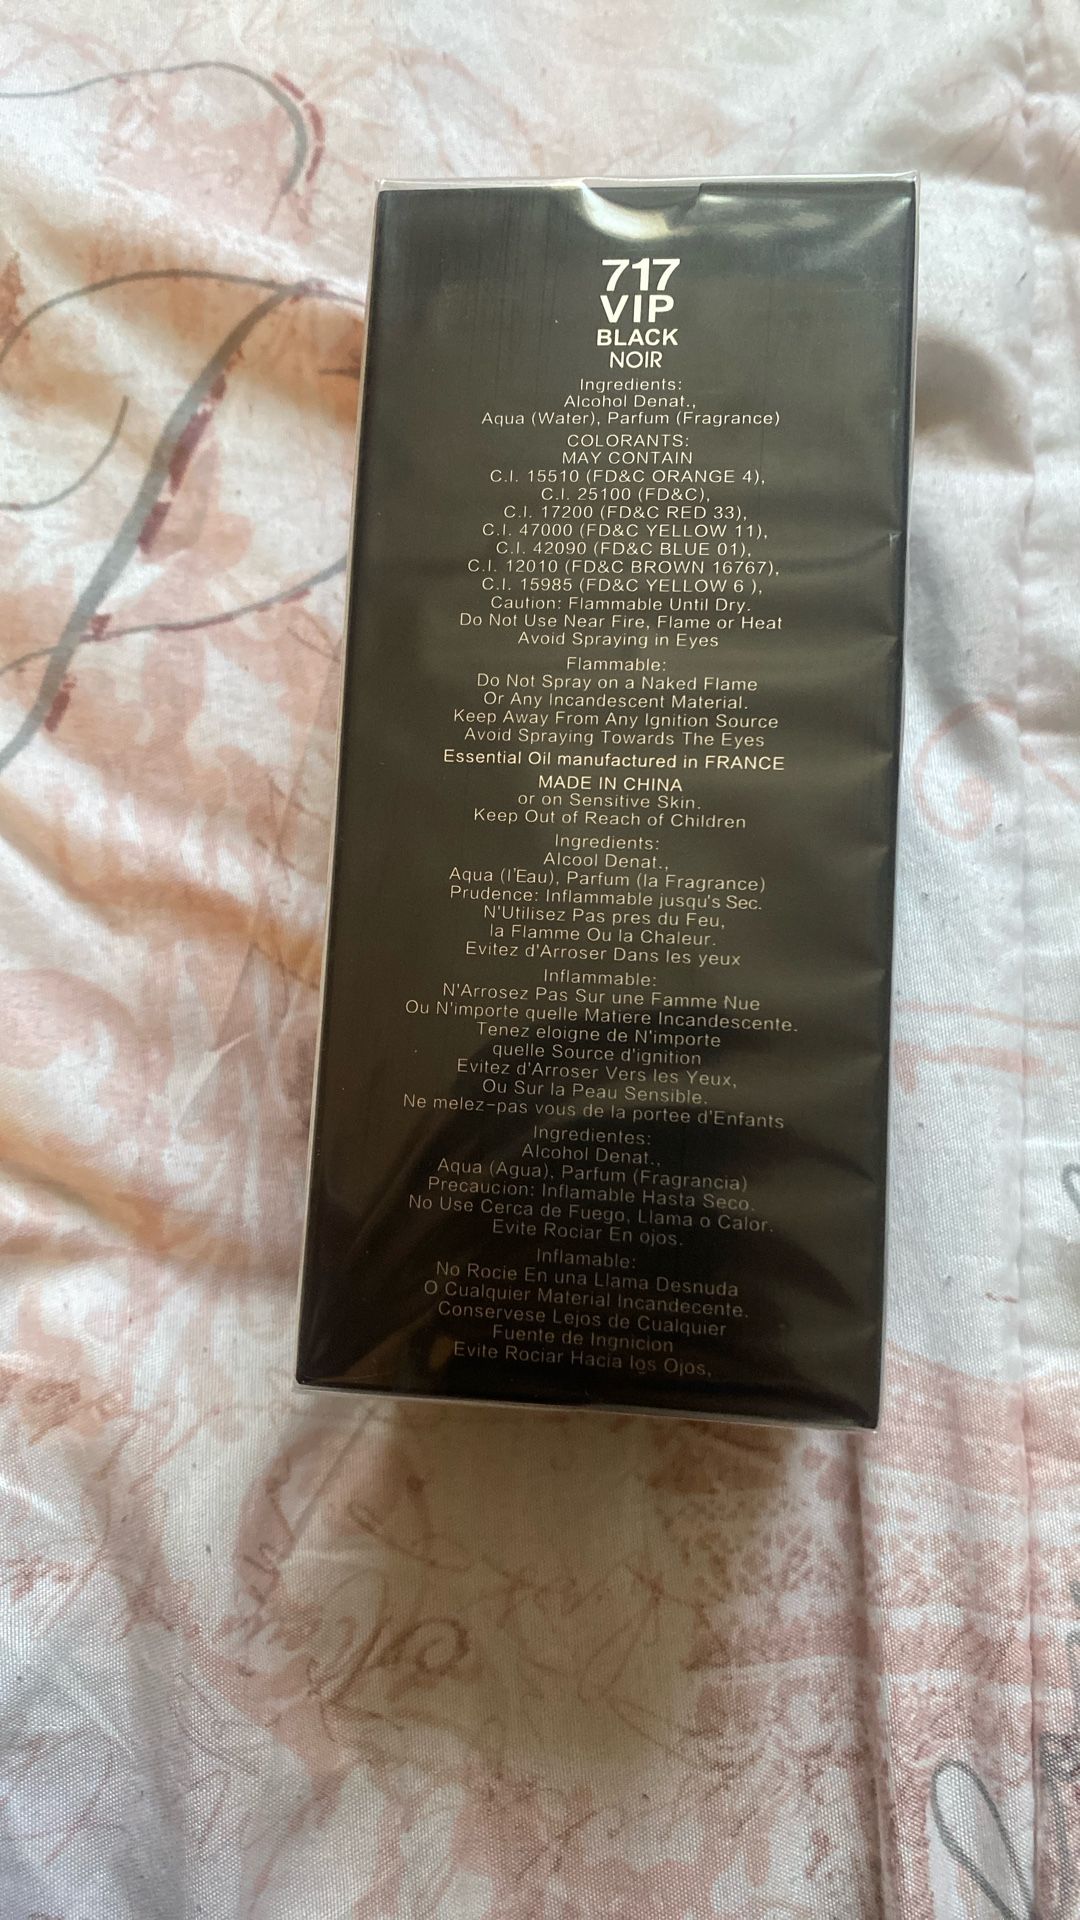 717
VIP
BLACK
NOIR
Ingredients:
Alcohol Denat.,
Aqua (Water), Parfum (Fragrance)
COLORANTS:
MAY CONTAIN
C.I. 15510 (FD&C ORANGE 4),
C.I. 25100 (FD&C),
C.I. 17200 (FD&C RED 33),
C.I. 47000 (FD&C YELLOW 11),
C.I. 42090 (FD&C BLUE 01),
C.I. 12010 (FD&C BROWN 16767),
C.I. 15985 (FD&C YELLOW 6 ),
Caution: Flammable Until Dry.
Do Not Use Near Fire, Flame or Heat
Avoid Spraying in Eyes
Flammable:
Do Not Spray on a Naked Flame
Or Any Incandescent Material.
Keep Away From Any Ignition Source
Avoid Spraying Towards The Eyes
Essential Oil manufactured in FRANCE
MADE IN CHINA
or on Sensitive Skin.
Keep Out of Reach of Children
Ingredients:
Alcool Denat.,
Aqua (l'Eau), Parfum (la Fragrance)
Prudence: Inflammable jusqu's Sec.
N'Utilisez Pas pres du Feu,
la Flamme Ou la Chaleur.
Evitez d'Arroser Dans les yeux
Inflammable:
N'Arrosez Pas Sur une Famme Nue
Ou N'importe quelle Matiere Incandescente.
Tenez eloigne de N'importe
quelle Source d'ignition
Evitez d'Arroser Vers les Yeux,
Ou Sur la Peau Sensible.
Ne melez-pas vous de la portee d'Enfants
Ingredientes:
Alcohol Denat.,
Aqua (Agua), Parfum (Fragrancia)
Precaucion: Inflamable Hasta Seco.
No Use Cerca de Fuego, Llama o Calor.
Evite Rociar En ojos.
Inflamable:
No Rocie En una Llama Desnuda
O Cualquier Material Incandecente.
Conservese Lejos de Cualquier
Fuente de Ingnicion
Evite Rociar Hacia los Ojos,